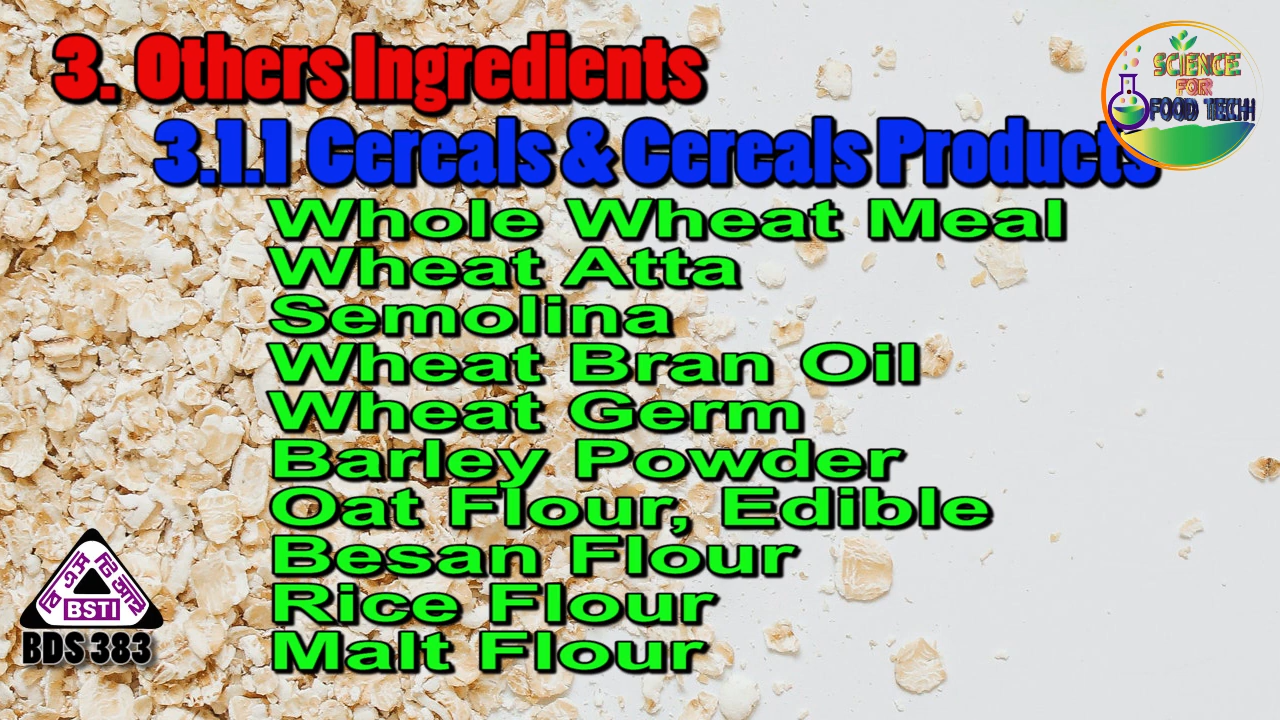 3. Others Ingredients
SCIENCE
FOR
FOOD TECH
3.1.1 Cereals & Cereals Products
Whole Wheat Meal
Wheat Atta
Semolina
Wheat Bran Oil
Wheat Germ
Barley Powder
Oat Flour, Edible
Besan Flour
Rice Flour
Malt Flour
বি এস টি আই
BSTI
BDS 383